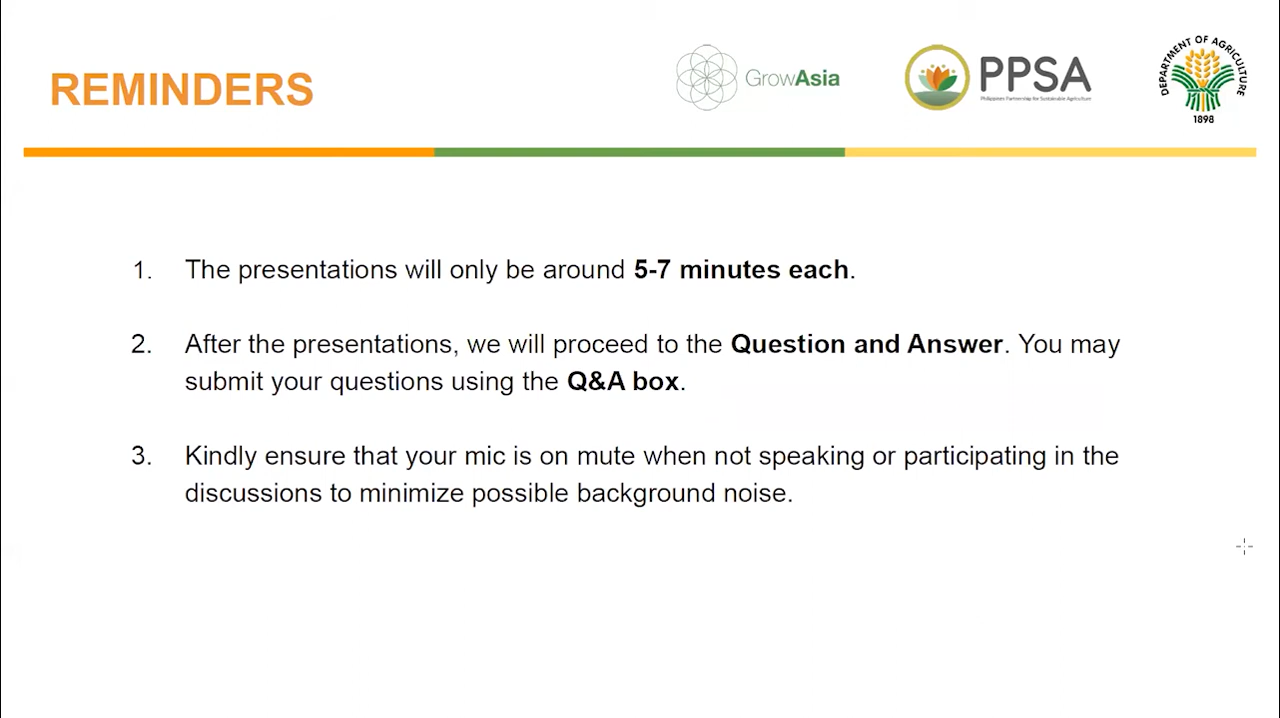 REMINDERS
GrowAsia
PPSA
Philippines Partnership for Sustainable Agriculture
DEPARTMENT OF AGRICULTURE
1898
1. The presentations will only be around 5-7 minutes each.
2. After the presentations, we will proceed to the Question and Answer. You may
submit your questions using the Q&A box.
3. Kindly ensure that your mic is on mute when not speaking or participating in the
discussions to minimize possible background noise.